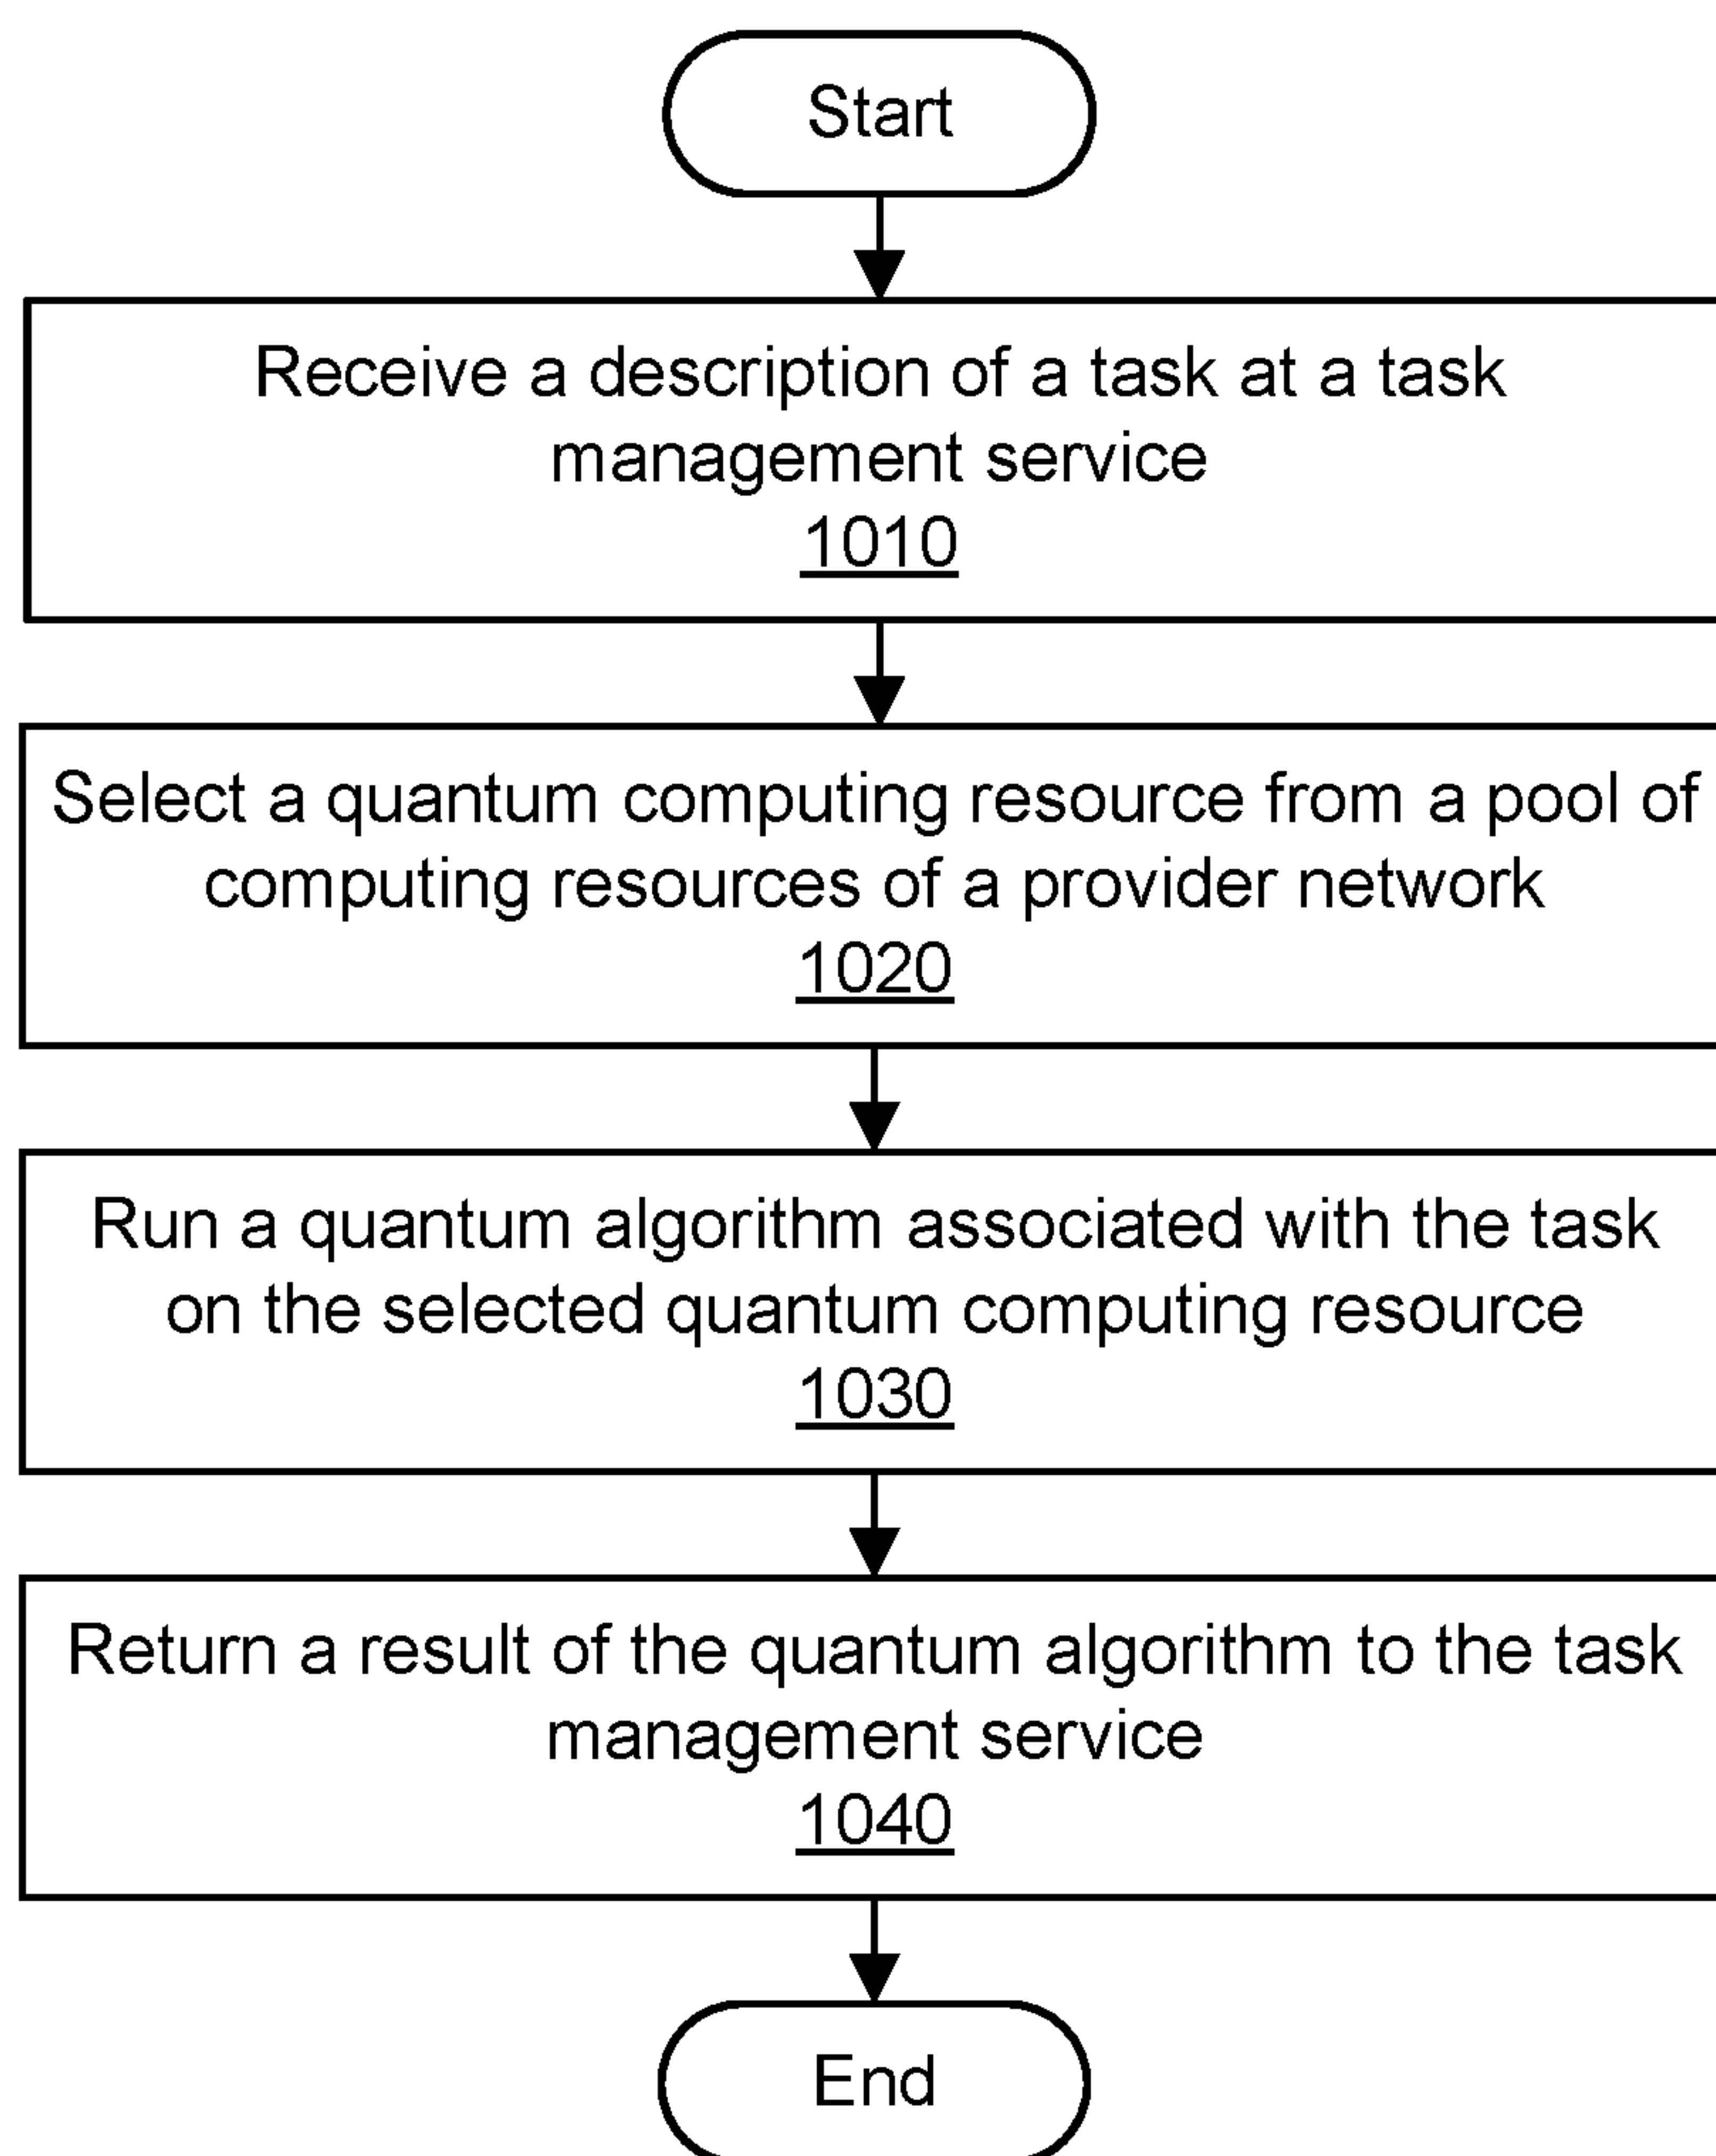 Start
Receive a description of a task at a task
management service
1010
Select a quantum computing resource from a pool of
computing resources of a provider network
1020
Run a quantum algorithm associated with the task
on the selected quantum computing resource
1030
Return a result of the quantum algorithm to the task
management service
1040
End